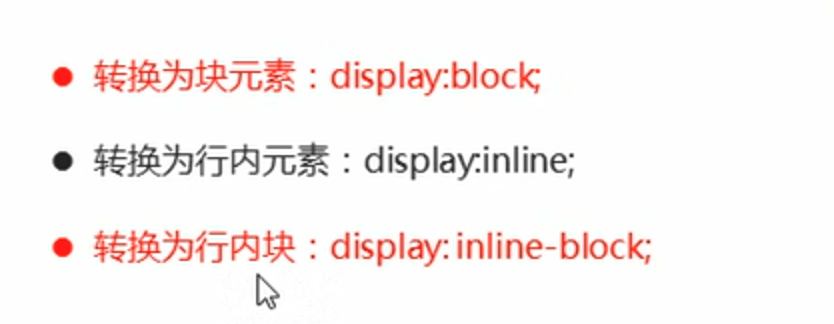 ● 转换为块元素：display:block;
● 转换为行内元素：display:inline;
● 转换为行内块：display: inline-block;